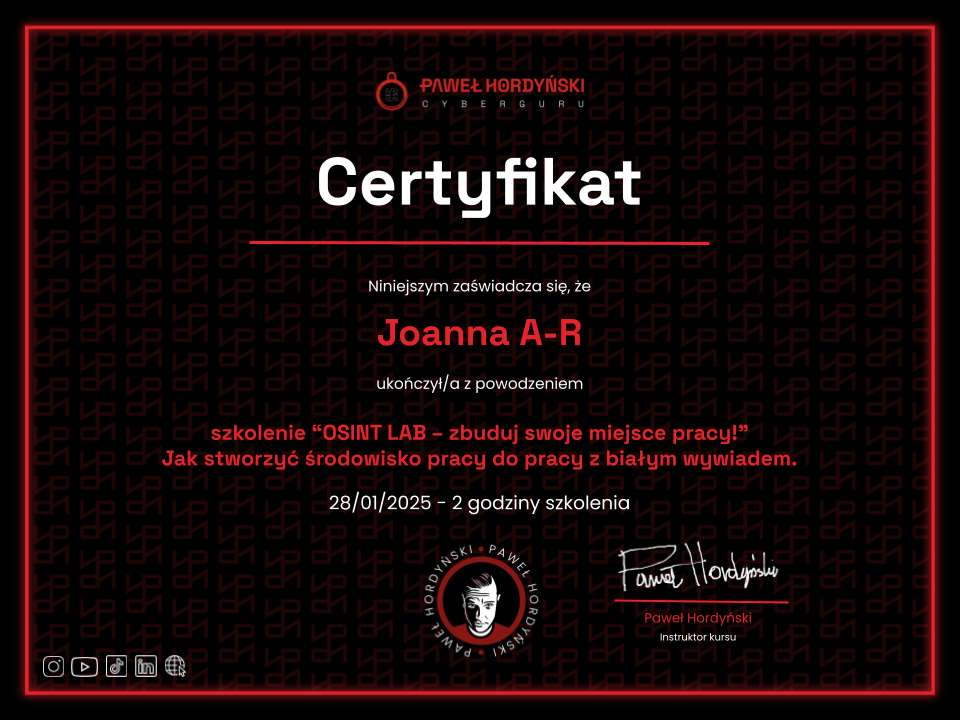 PAWEŁ HORDYŃSKI
CYBERGURU
Certyfikat
Niniejszym zaświadcza się, że
Joanna A-R
ukończył/a z powodzeniem
szkolenie “OSINT LAB – zbuduj swoje miejsce pracy!”
Jak stworzyć środowisko pracy do pracy z białym wywiadem.
28/01/2025 - 2 godziny szkolenia
PAWEŁ HORDYŃSKI • PAWEŁ HORDYŃSKI •
Paweł Hordyński
Paweł Hordyński
Instruktor kursu
in